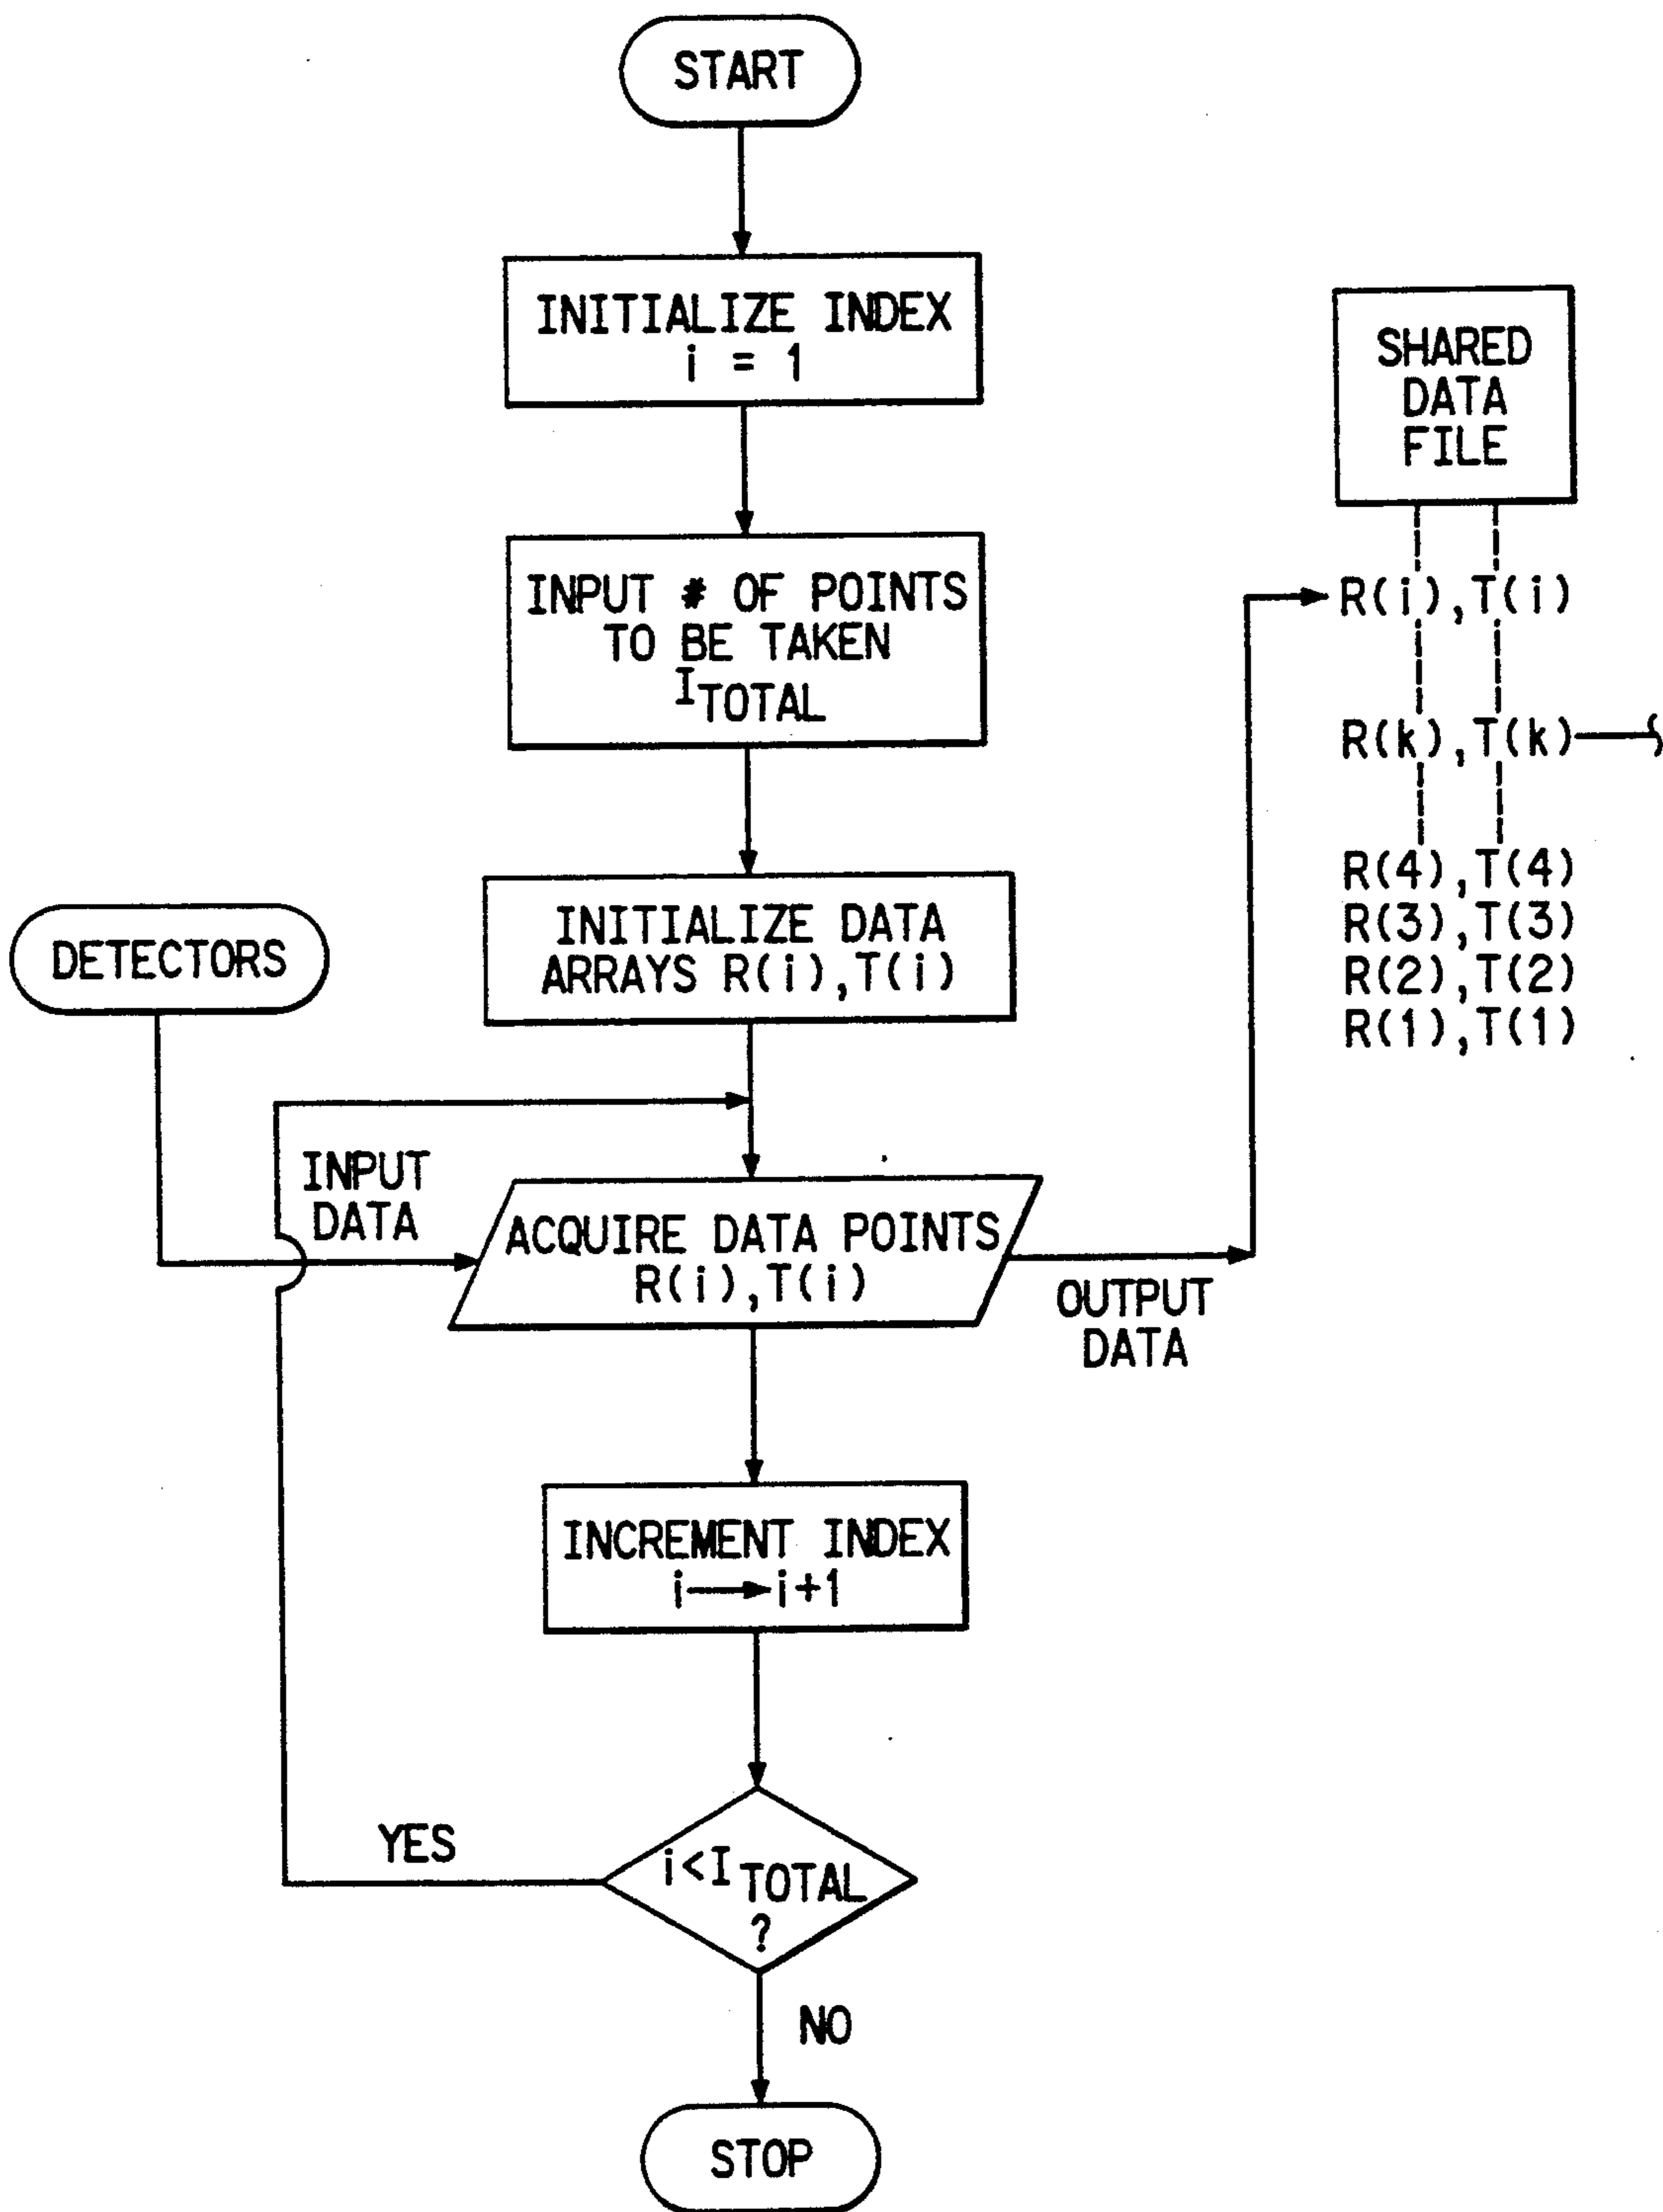 START
INITIALIZE INDEX
i = 1
INPUT # OF POINTS
TO BE TAKEN
I TOTAL
INITIALIZE DATA
ARRAYS R(i),T(i)
DETECTORS
INPUT
DATA
ACQUIRE DATA POINTS
R(i),T(i)
OUTPUT
DATA
INCREMENT INDEX
i→i+1
YES
i<I TOTAL
?
NO
STOP
SHARED
DATA
FILE
R(i),T(i)
R(k),T(k)
R(4),T(4)
R(3),T(3)
R(2),T(2)
R(1),T(1)